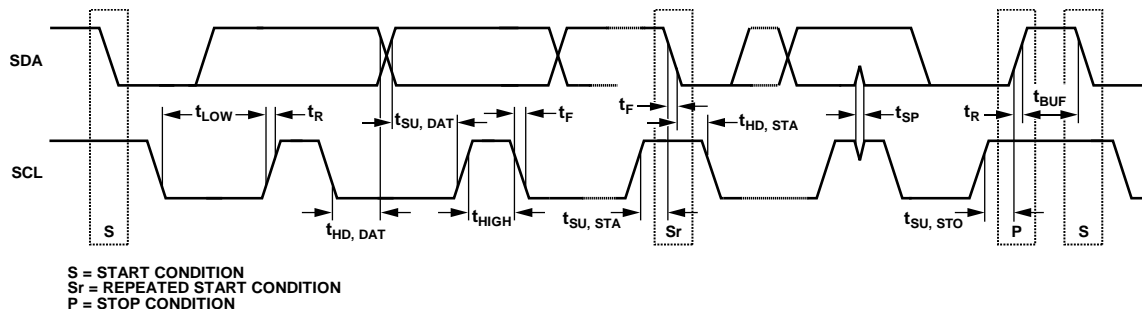 SDA
tF
tBUF
tLOW
tR
tSU, DAT
tF
tHD, STA
tSP
tR
SCL
tHD, DAT
tHIGH
tSU, STA
tSU, STO
S
Sr
P
S
S = START CONDITION
Sr = REPEATED START CONDITION
P = STOP CONDITION